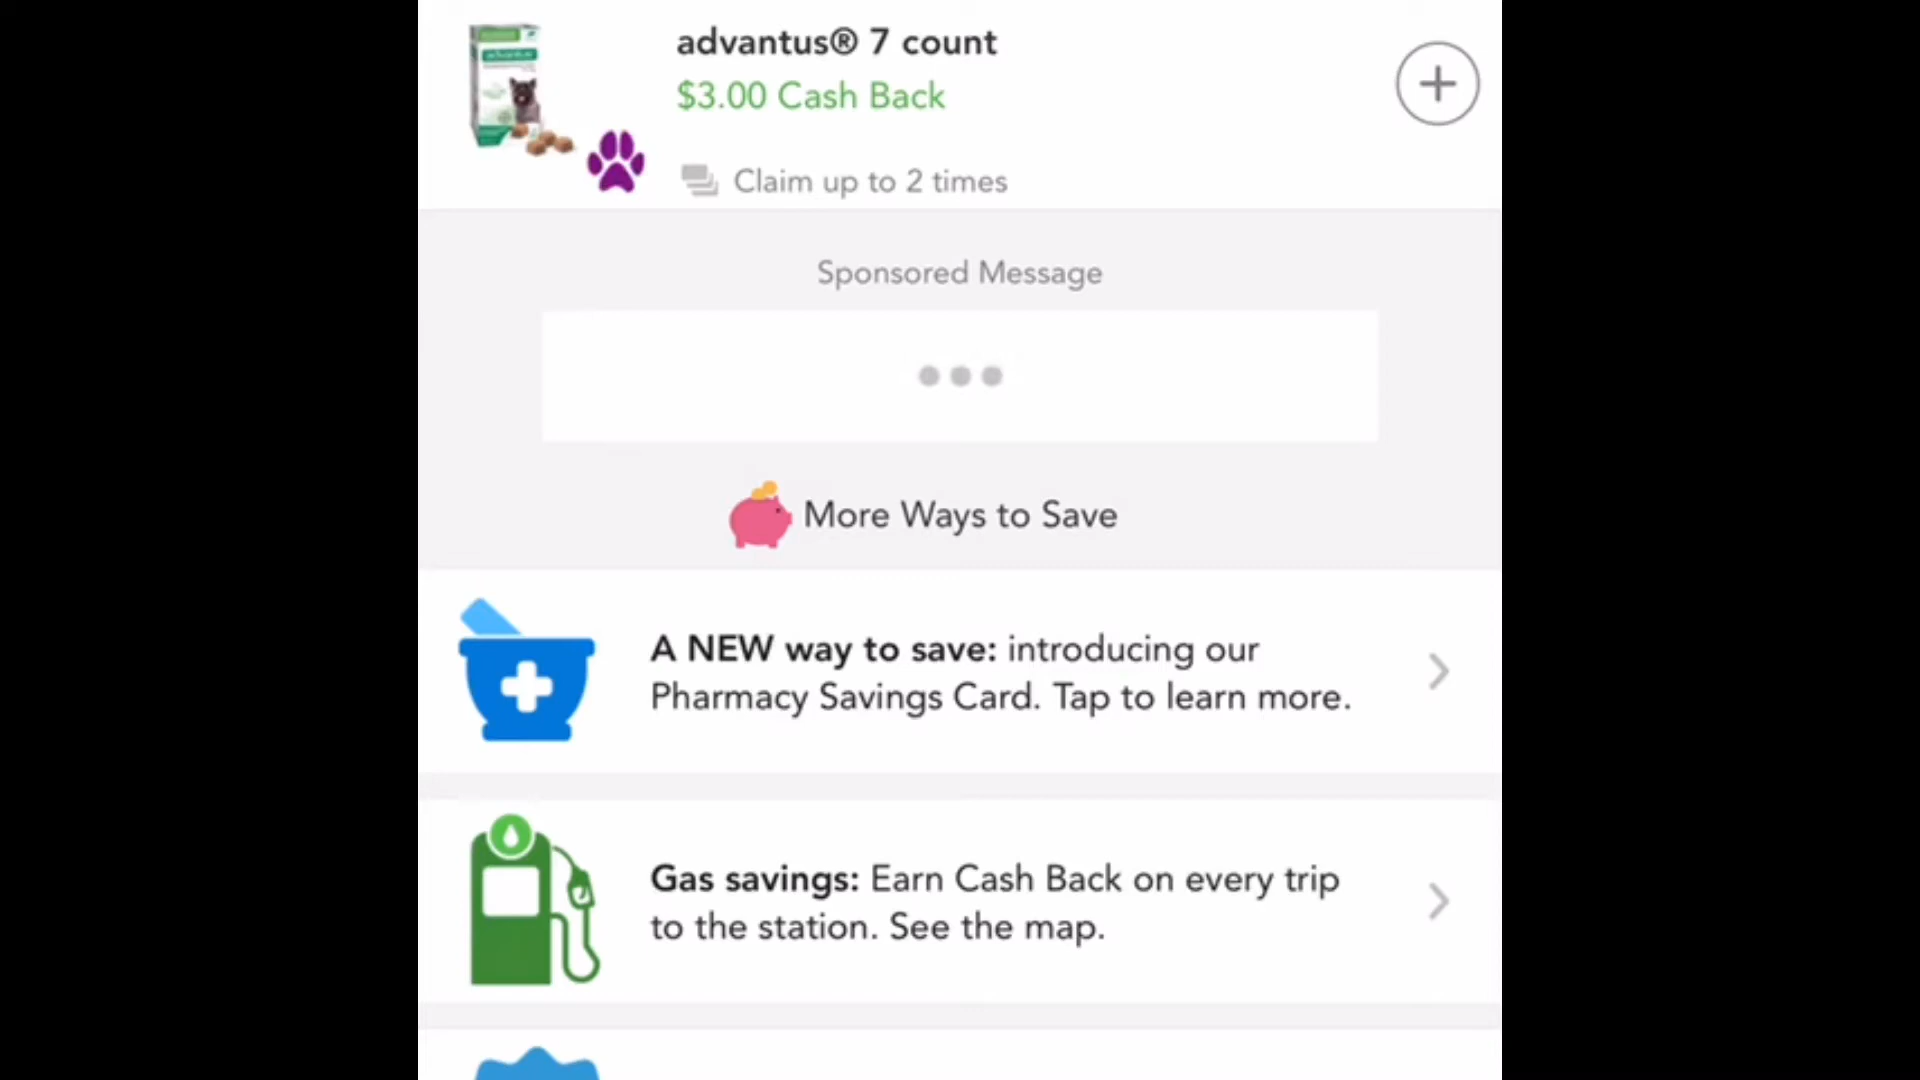 advantus® 7 count
$3.00 Cash Back
Claim up to 2 times
Sponsored Message
More Ways to Save
A NEW way to save: introducing our
Pharmacy Savings Card. Tap to learn more.
Gas savings: Earn Cash Back on every trip
to the station. See the map.